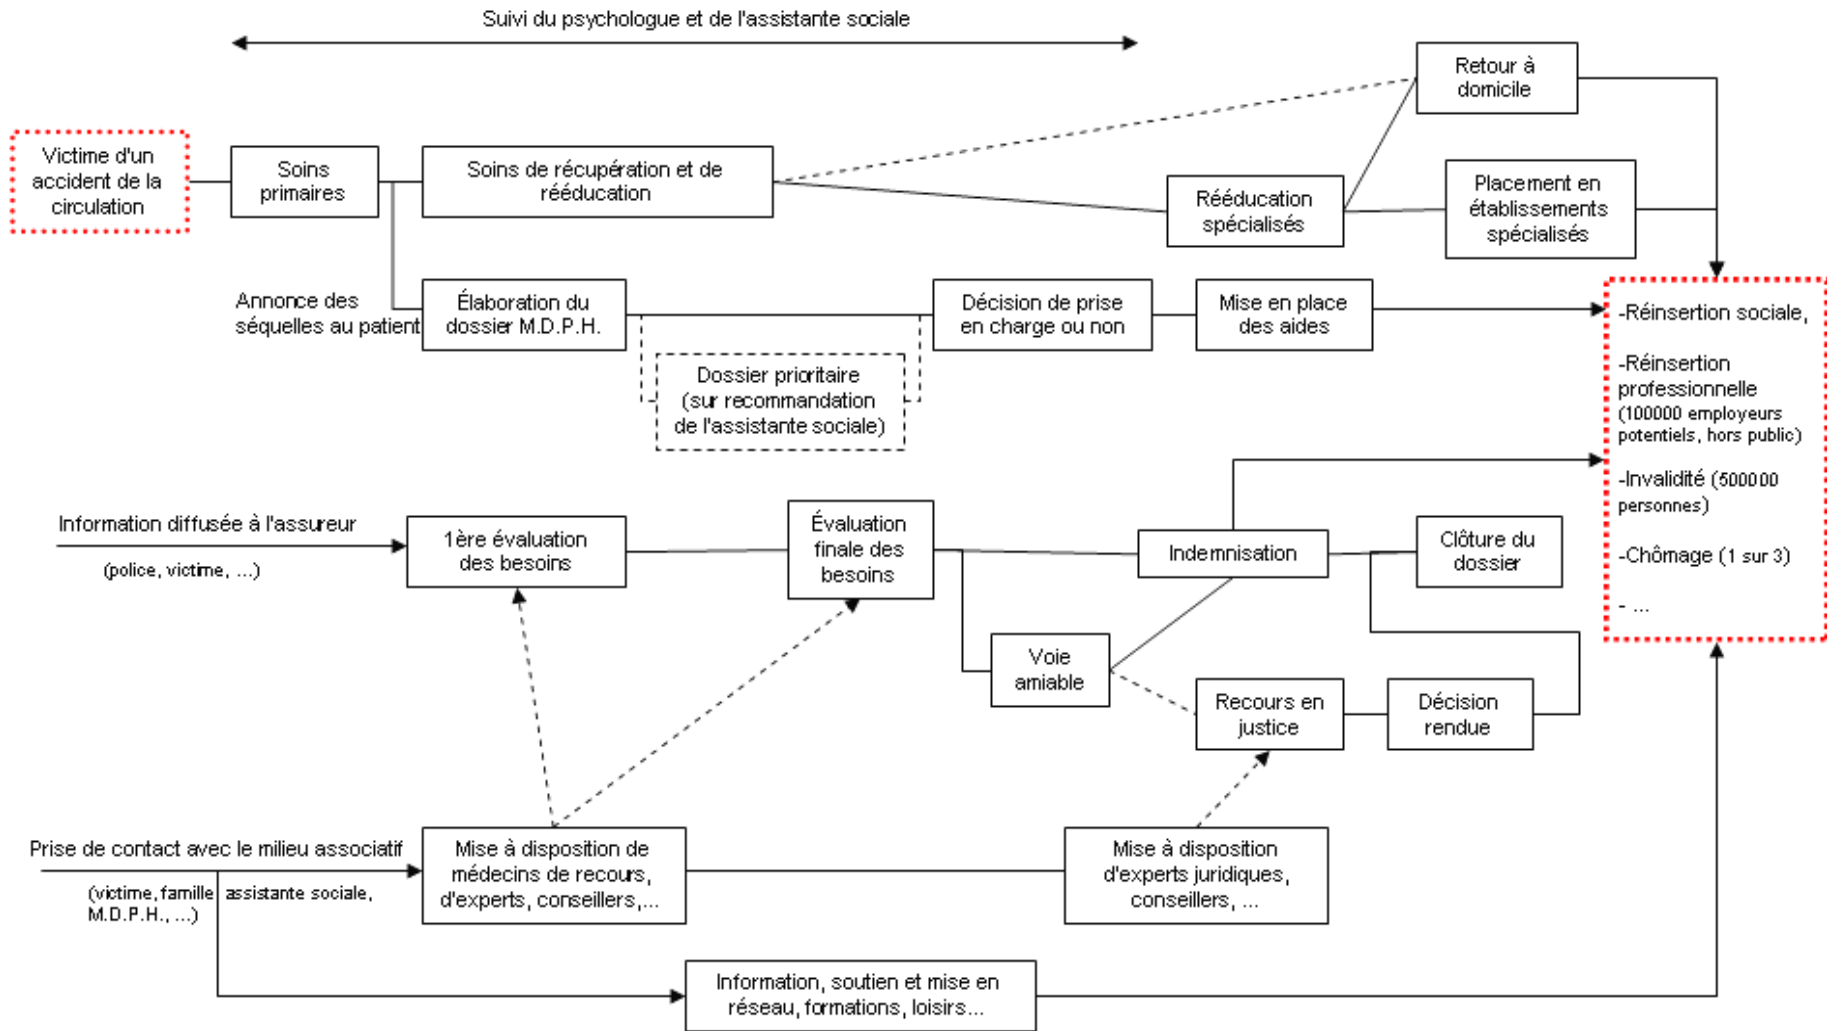 Suivi du psychologue et de l'assistante sociale
Retour à
domicile
Victime d'un
accident de la
circulation
Soins
primaires
Soins de récupération et de
rééducation
Rééducation
spécialisés
Placement en
établissements
spécialisés
Annonce des
séquelles au patient
Élaboration du
dossier M.D.P.H.
Décision de prise
en charge ou non
Mise en place
des aides
Dossier prioritaire
(sur recommandation
de l'assistante sociale)
-Réinsertion sociale,
-Réinsertion
professionnelle
(100000 employeurs
potentiels, hors public)
-Invalidité (500000
personnes)
-Chômage (1 sur 3)
- ...
Information diffusée à l'assureur
(police, victime, ...)
1ère évaluation
des besoins
Évaluation
finale des
besoins
Indemnisation
Clôture du
dossier
Voie
amiable
Recours en
justice
Décision
rendue
Prise de contact avec le milieu associatif
(victime, famille assistante sociale,
M.D.P.H., ...)
Mise à disposition de
médecins de recours,
d'experts, conseillers,...
Mise à disposition
d'experts juridiques,
conseillers, ...
Information, soutien et mise en
réseau, formations, loisirs...